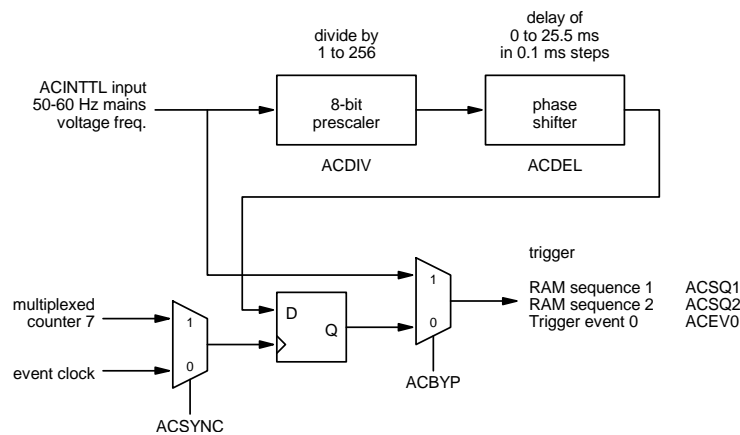 divide by
1 to 256
delay of
0 to 25.5 ms
in 0.1 ms steps
ACINTTL input
50-60 Hz mains
voltage freq.
8-bit
prescaler
phase
shifter
ACDIV
ACDEL
trigger
RAM sequence 1 ACSQ1
RAM sequence 2 ACSQ2
Trigger event 0 ACEV0
1
0
D
Q
multiplexed
counter 7
1
0
event clock
ACBYP
ACSYNC